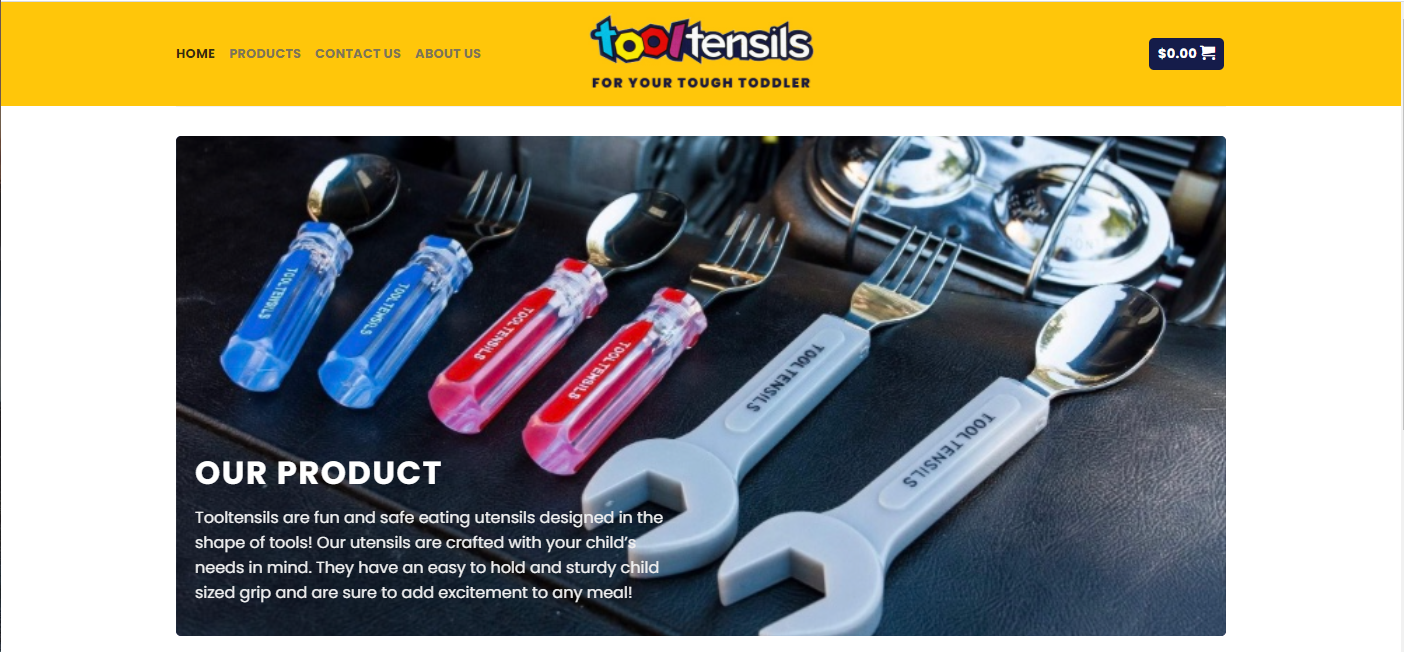 HOME PRODUCTS CONTACT US ABOUT US
tooltensils
FOR YOUR TOUGH TODDLER
$0.00
TOOLTENSILS
TOOLTENSILS
TOOLTENSILS
TOOLTENSILS
TOOLTENSILS
TOOLTENSILS
OUR PRODUCT
Tooltensils are fun and safe eating utensils designed in the
shape of tools! Our utensils are crafted with your child’s
needs in mind. They have an easy to hold and sturdy child
sized grip and are sure to add excitement to any meal!